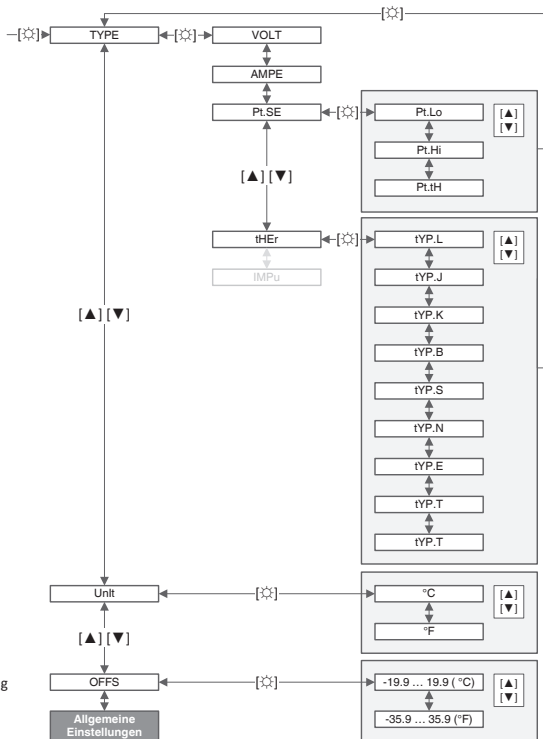 [☼]
[☼] TYPE [☼] VOLT
AMPE
Pt.SE [☼] Pt.Lo [▲]
[▼]
Pt.Hi
Pt.tH
[▲] [▼]
tHEr [☼] tYP.L [▲]
[▼]
IMPu
tYP.J
[▲] [▼]
tYP.K
tYP.B
tYP.S
tYP.N
tYP.E
tYP.T
tYP.T
UnIt [☼] °C [▲]
[▼]
°F
[▲] [▼]
g
OFFS [☼] -19.9 ... 19.9 ( °C) [▲]
[▼]
Allgemeine
Einstellungen
-35.9 ... 35.9 (°F)